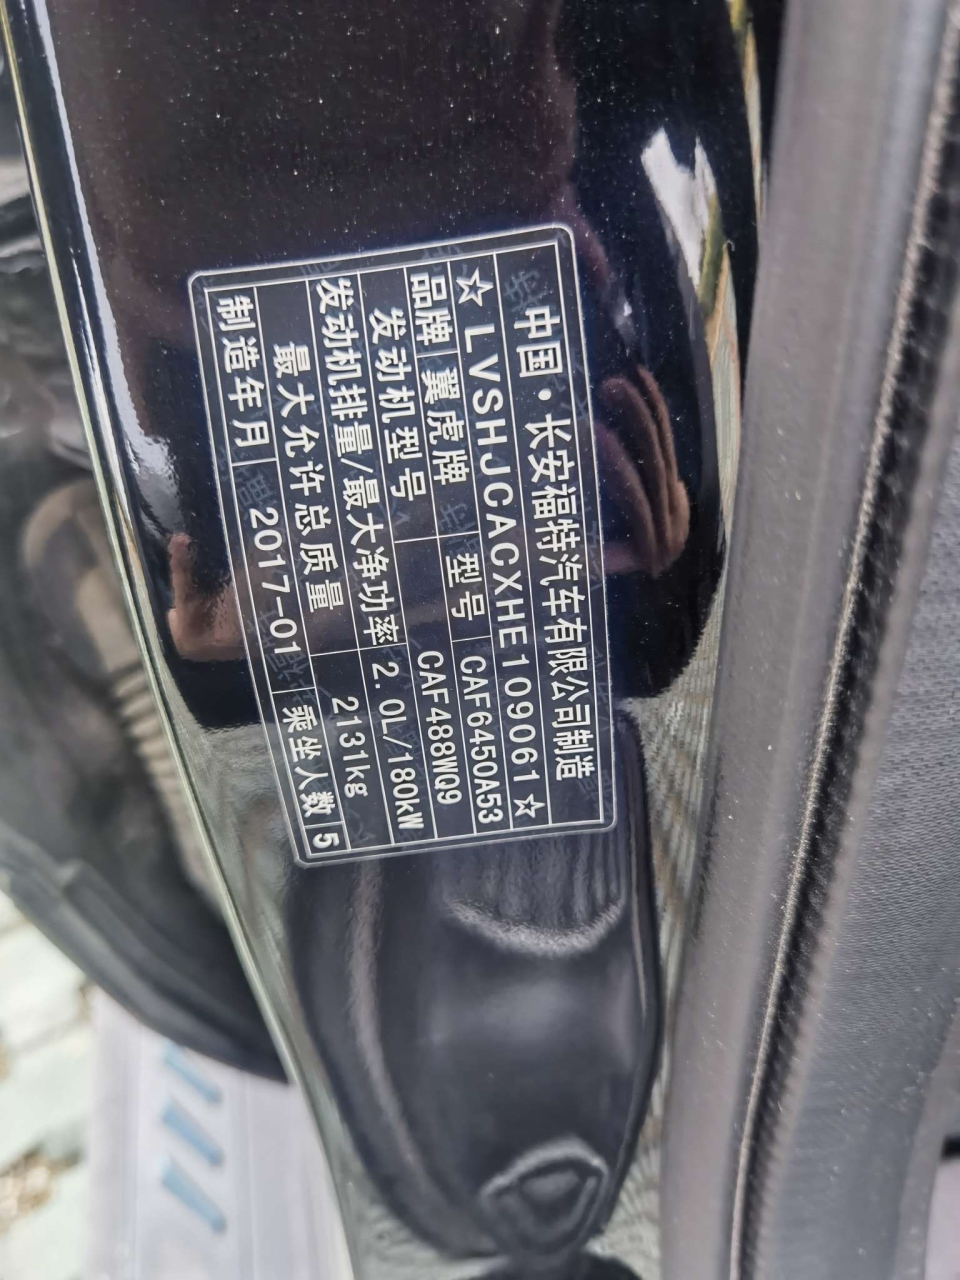 中国·长安福特汽车有限公司制造
☆LVSHJCACXHE109061☆
品牌 翼虎牌 型号 CAF6450A53
发动机型号 CAF488WQ9
发动机排量/最大净功率 2.0L/180kW
最大允许总质量 2131kg
制造年月 2017-01 乘坐人数 5